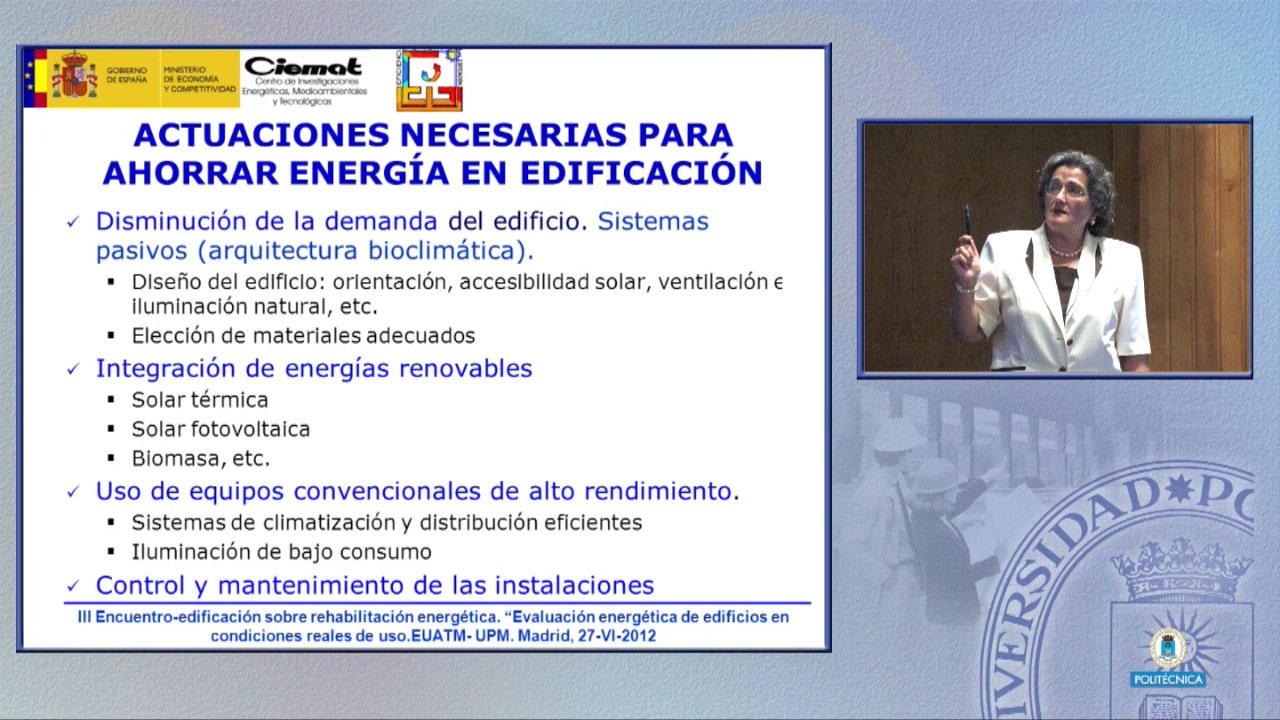 GOBIERNO
DE ESPAÑA
MINISTERIO
DE ECONOMÍA
Y COMPETITIVIDAD
Ciemat
Centro de Investigaciones
Energéticas, Medioambientales
y Tecnológicas
ACTUACIONES NECESARIAS PARA
AHORRAR ENERGÍA EN EDIFICACIÓN
✓ Disminución de la demanda del edificio. Sistemas
pasivos (arquitectura bioclimática).
▪ Diseño del edificio: orientación, accesibilidad solar, ventilación e
iluminación natural, etc.
▪ Elección de materiales adecuados
✓ Integración de energías renovables
▪ Solar térmica
▪ Solar fotovoltaica
▪ Biomasa, etc.
✓ Uso de equipos convencionales de alto rendimiento.
▪ Sistemas de climatización y distribución eficientes
▪ Iluminación de bajo consumo
✓ Control y mantenimiento de las instalaciones
III Encuentro-edificación sobre rehabilitación energética. “Evaluación energética de edificios en
condiciones reales de uso.EUATM- UPM. Madrid, 27-VI-2012
IVERSIDAD PO
POLITÉCNICA